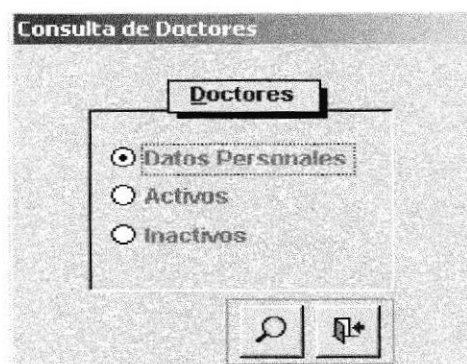 Consulta de Doctores
Doctores
Datos Personales
Activos
Inactivos